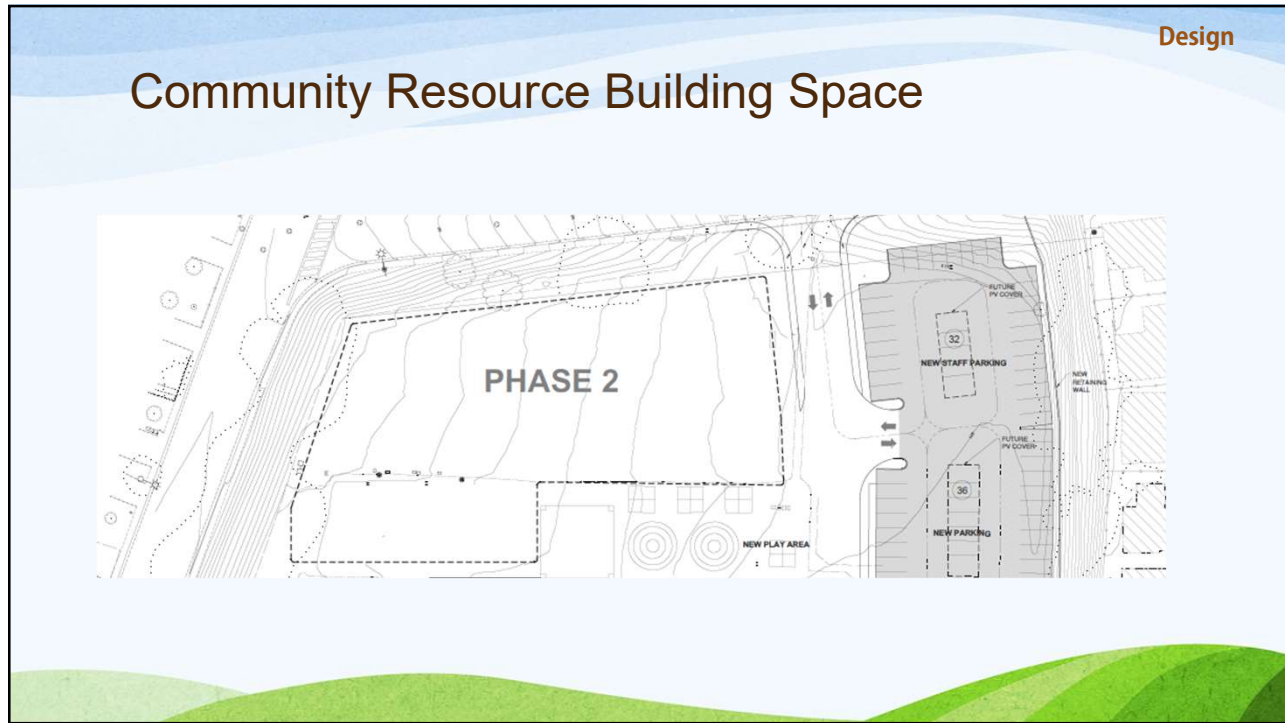 Design
Community Resource Building Space
PHASE 2
FUTURE
PV COVER
32
NEW STAFF PARKING
NEW
RETAINING
WALL
FUTURE
PV COVER
36
NEW PLAY AREA
NEW PARKING